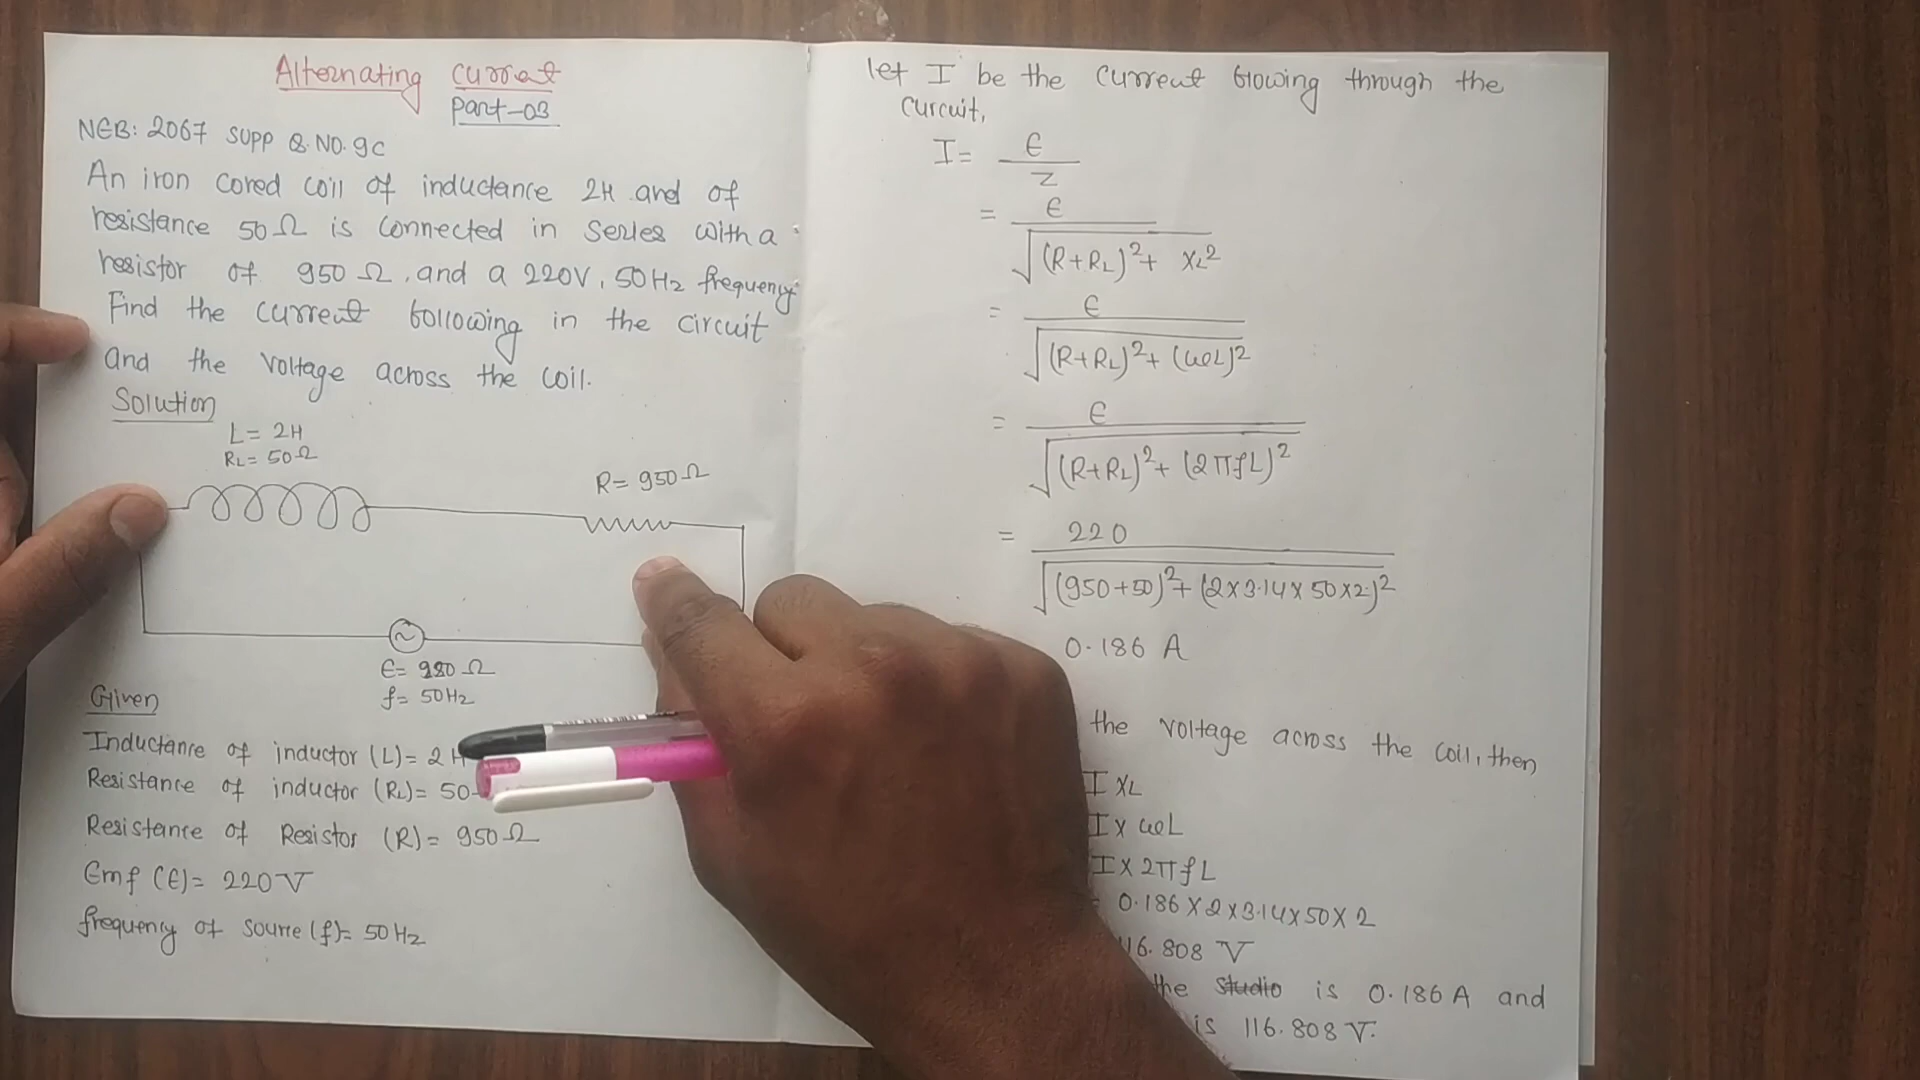 Alternating current
Part-03
NEB: 2067 SUPP Q.NO.9C
An iron cored coil of inductance 2H and of
resistance 50Ω is connected in series with a
resistor of 950Ω, and a 220V, 50Hz frequency
Find the current following in the circuit
and the voltage across the coil.
Solution
L= 2H
RL= 50Ω
R= 950Ω
~
ϵ= 220Ω
f= 50Hz
Given
Inductance of inductor (L)= 2H
Resistance of inductor (RL)= 50
Resistance of Resistor (R)= 950Ω
Emf (ϵ)= 220V
frequency of source (f)= 50Hz
let I be the current flowing through the
curcuit,
I= ϵ/Z
= ϵ/√(R+RL)²+ XL²
= ϵ/√(R+RL)²+ (ωL)²
= ϵ/√(R+RL)²+ (2πfL)²
= 220/√(950+50)²+ (2×3.14×50×2)²
0.186 A
the voltage across the coil, then
IXL
I× ωL
I× 2πfL
= 0.186×2×3.14×50×2
16.808 V
the studio is 0.186A and
is 116.808V.